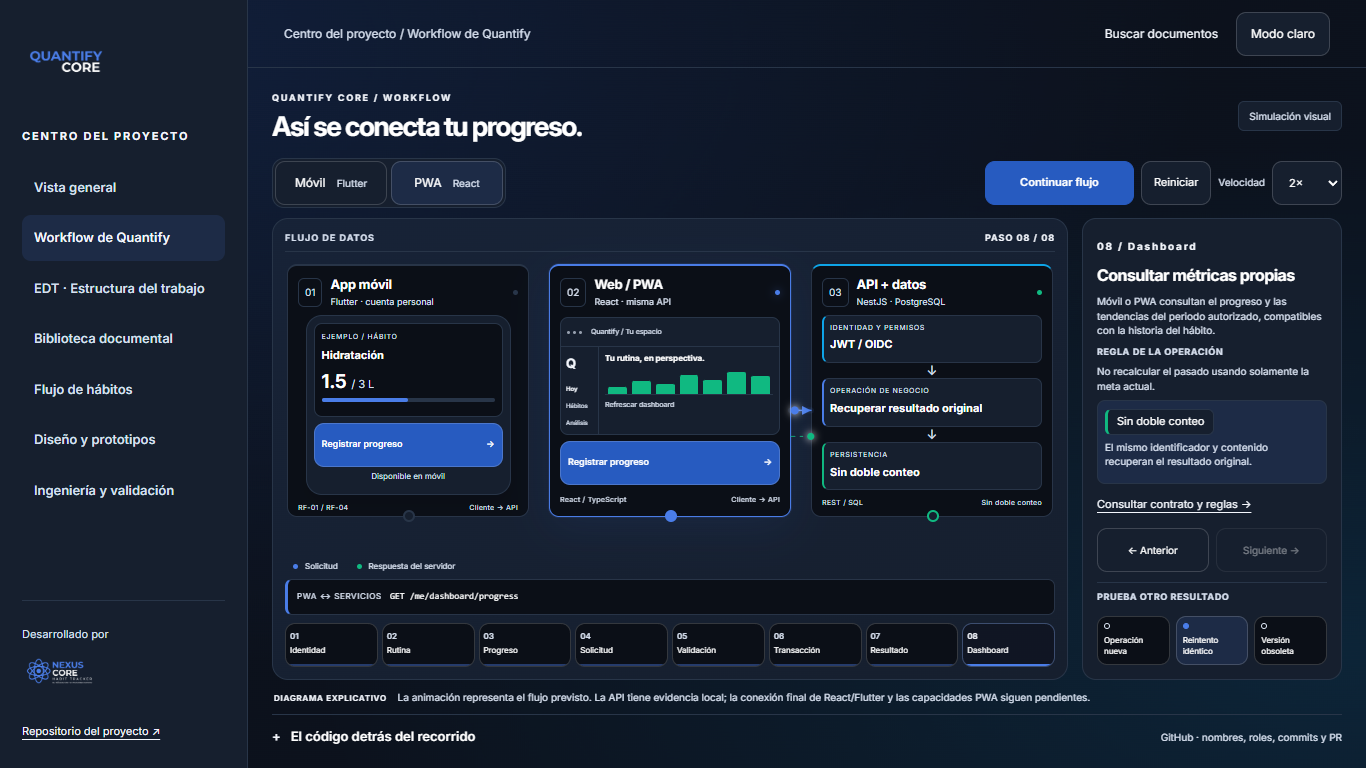 QUANTIFY
CORE
CENTRO DEL PROYECTO
Vista general
Workflow de Quantify
EDT · Estructura del trabajo
Biblioteca documental
Flujo de hábitos
Diseño y prototipos
Ingeniería y validación
Desarrollado por
NEXUS
CORE
HABIT TRACKER
Repositorio del proyecto ↗
Centro del proyecto / Workflow de Quantify
Buscar documentos
Modo claro
QUANTIFY CORE / WORKFLOW
Así se conecta tu progreso.
Simulación visual
Móvil Flutter
PWA React
Continuar flujo
Reiniciar
Velocidad
2×
FLUJO DE DATOS
PASO 08 / 08
01
App móvil
Flutter · cuenta personal
EJEMPLO / HÁBITO
Hidratación
1.5 / 3 L
Registrar progreso →
Disponible en móvil
RF-01 / RF-04
Cliente → API
02
Web / PWA
React · misma API
Quantify / Tu espacio
Q
Hoy
Hábitos
Análisis
Tu rutina, en perspectiva.
Refrescar dashboard
Registrar progreso →
React / TypeScript
Cliente → API
03
API + datos
NestJS · PostgreSQL
IDENTIDAD Y PERMISOS
JWT / OIDC
↓
OPERACIÓN DE NEGOCIO
Recuperar resultado original
↓
PERSISTENCIA
Sin doble conteo
REST / SQL
Sin doble conteo
Solicitud
Respuesta del servidor
PWA ↔ SERVICIOS GET /me/dashboard/progress
01
Identidad
02
Rutina
03
Progreso
04
Solicitud
05
Validación
06
Transacción
07
Resultado
08
Dashboard
08 / Dashboard
Consultar métricas propias
Móvil o PWA consultan el progreso y las
tendencias del periodo autorizado, compatibles
con la historia del hábito.
REGLA DE LA OPERACIÓN
No recalcular el pasado usando solamente la
meta actual.
Sin doble conteo
El mismo identificador y contenido
recuperan el resultado original.
Consultar contrato y reglas →
← Anterior
Siguiente →
PRUEBA OTRO RESULTADO
Operación
nueva
Reintento
idéntico
Versión
obsoleta
DIAGRAMA EXPLICATIVO La animación representa el flujo previsto. La API tiene evidencia local; la conexión final de React/Flutter y las capacidades PWA siguen pendientes.
+ El código detrás del recorrido
GitHub · nombres, roles, commits y PR